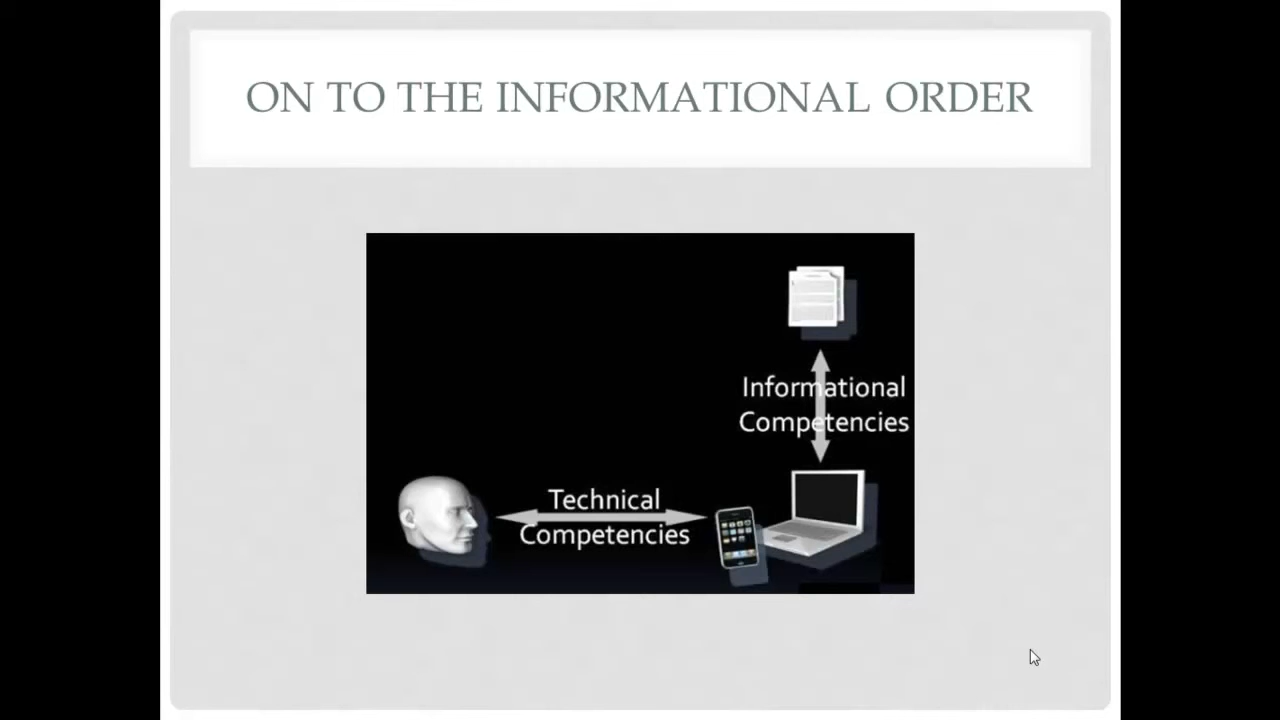 ON TO THE INFORMATIONAL ORDER
Informational
Competencies
Technical
Competencies